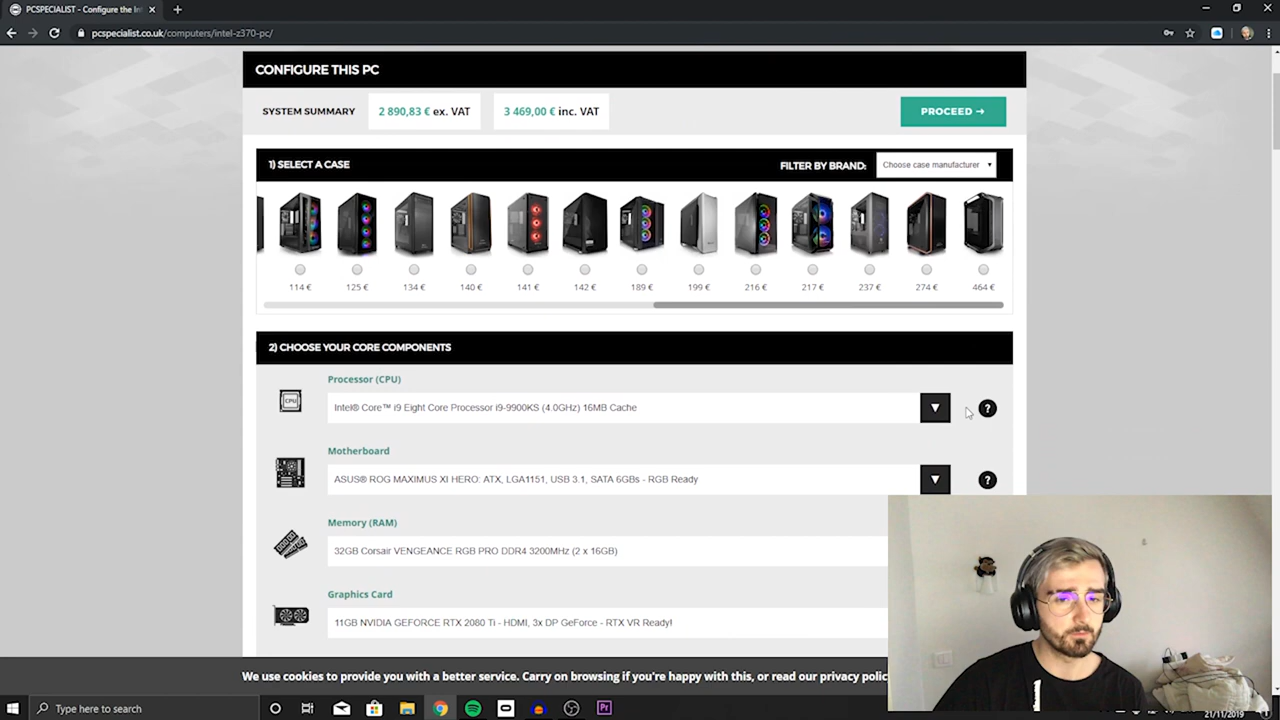 PCSPECIALIST - Configure the In
pcspecialist.co.uk/computers/intel-z370-pc/
CONFIGURE THIS PC
SYSTEM SUMMARY 2 890,83 € ex. VAT 3 469,00 € inc. VAT PROCEED →
1) SELECT A CASE FILTER BY BRAND: Choose case manufacturer
114 € 125 € 134 € 140 € 141 € 142 € 189 € 199 € 216 € 217 € 237 € 274 € 464 €
2) CHOOSE YOUR CORE COMPONENTS
Processor (CPU)
CPU Intel® Core™ i9 Eight Core Processor i9-9900KS (4.0GHz) 16MB Cache ?
Motherboard
ASUS® ROG MAXIMUS XI HERO: ATX, LGA1151, USB 3.1, SATA 6GBs - RGB Ready ?
Memory (RAM)
32GB Corsair VENGEANCE RGB PRO DDR4 3200MHz (2 x 16GB)
Graphics Card
11GB NVIDIA GEFORCE RTX 2080 Ti - HDMI, 3x DP GeForce - RTX VR Ready!
We use cookies to provide you with a better service. Carry on browsing if you're happy with this, or read our privacy polic
Type here to search
Pr
21/11/2019